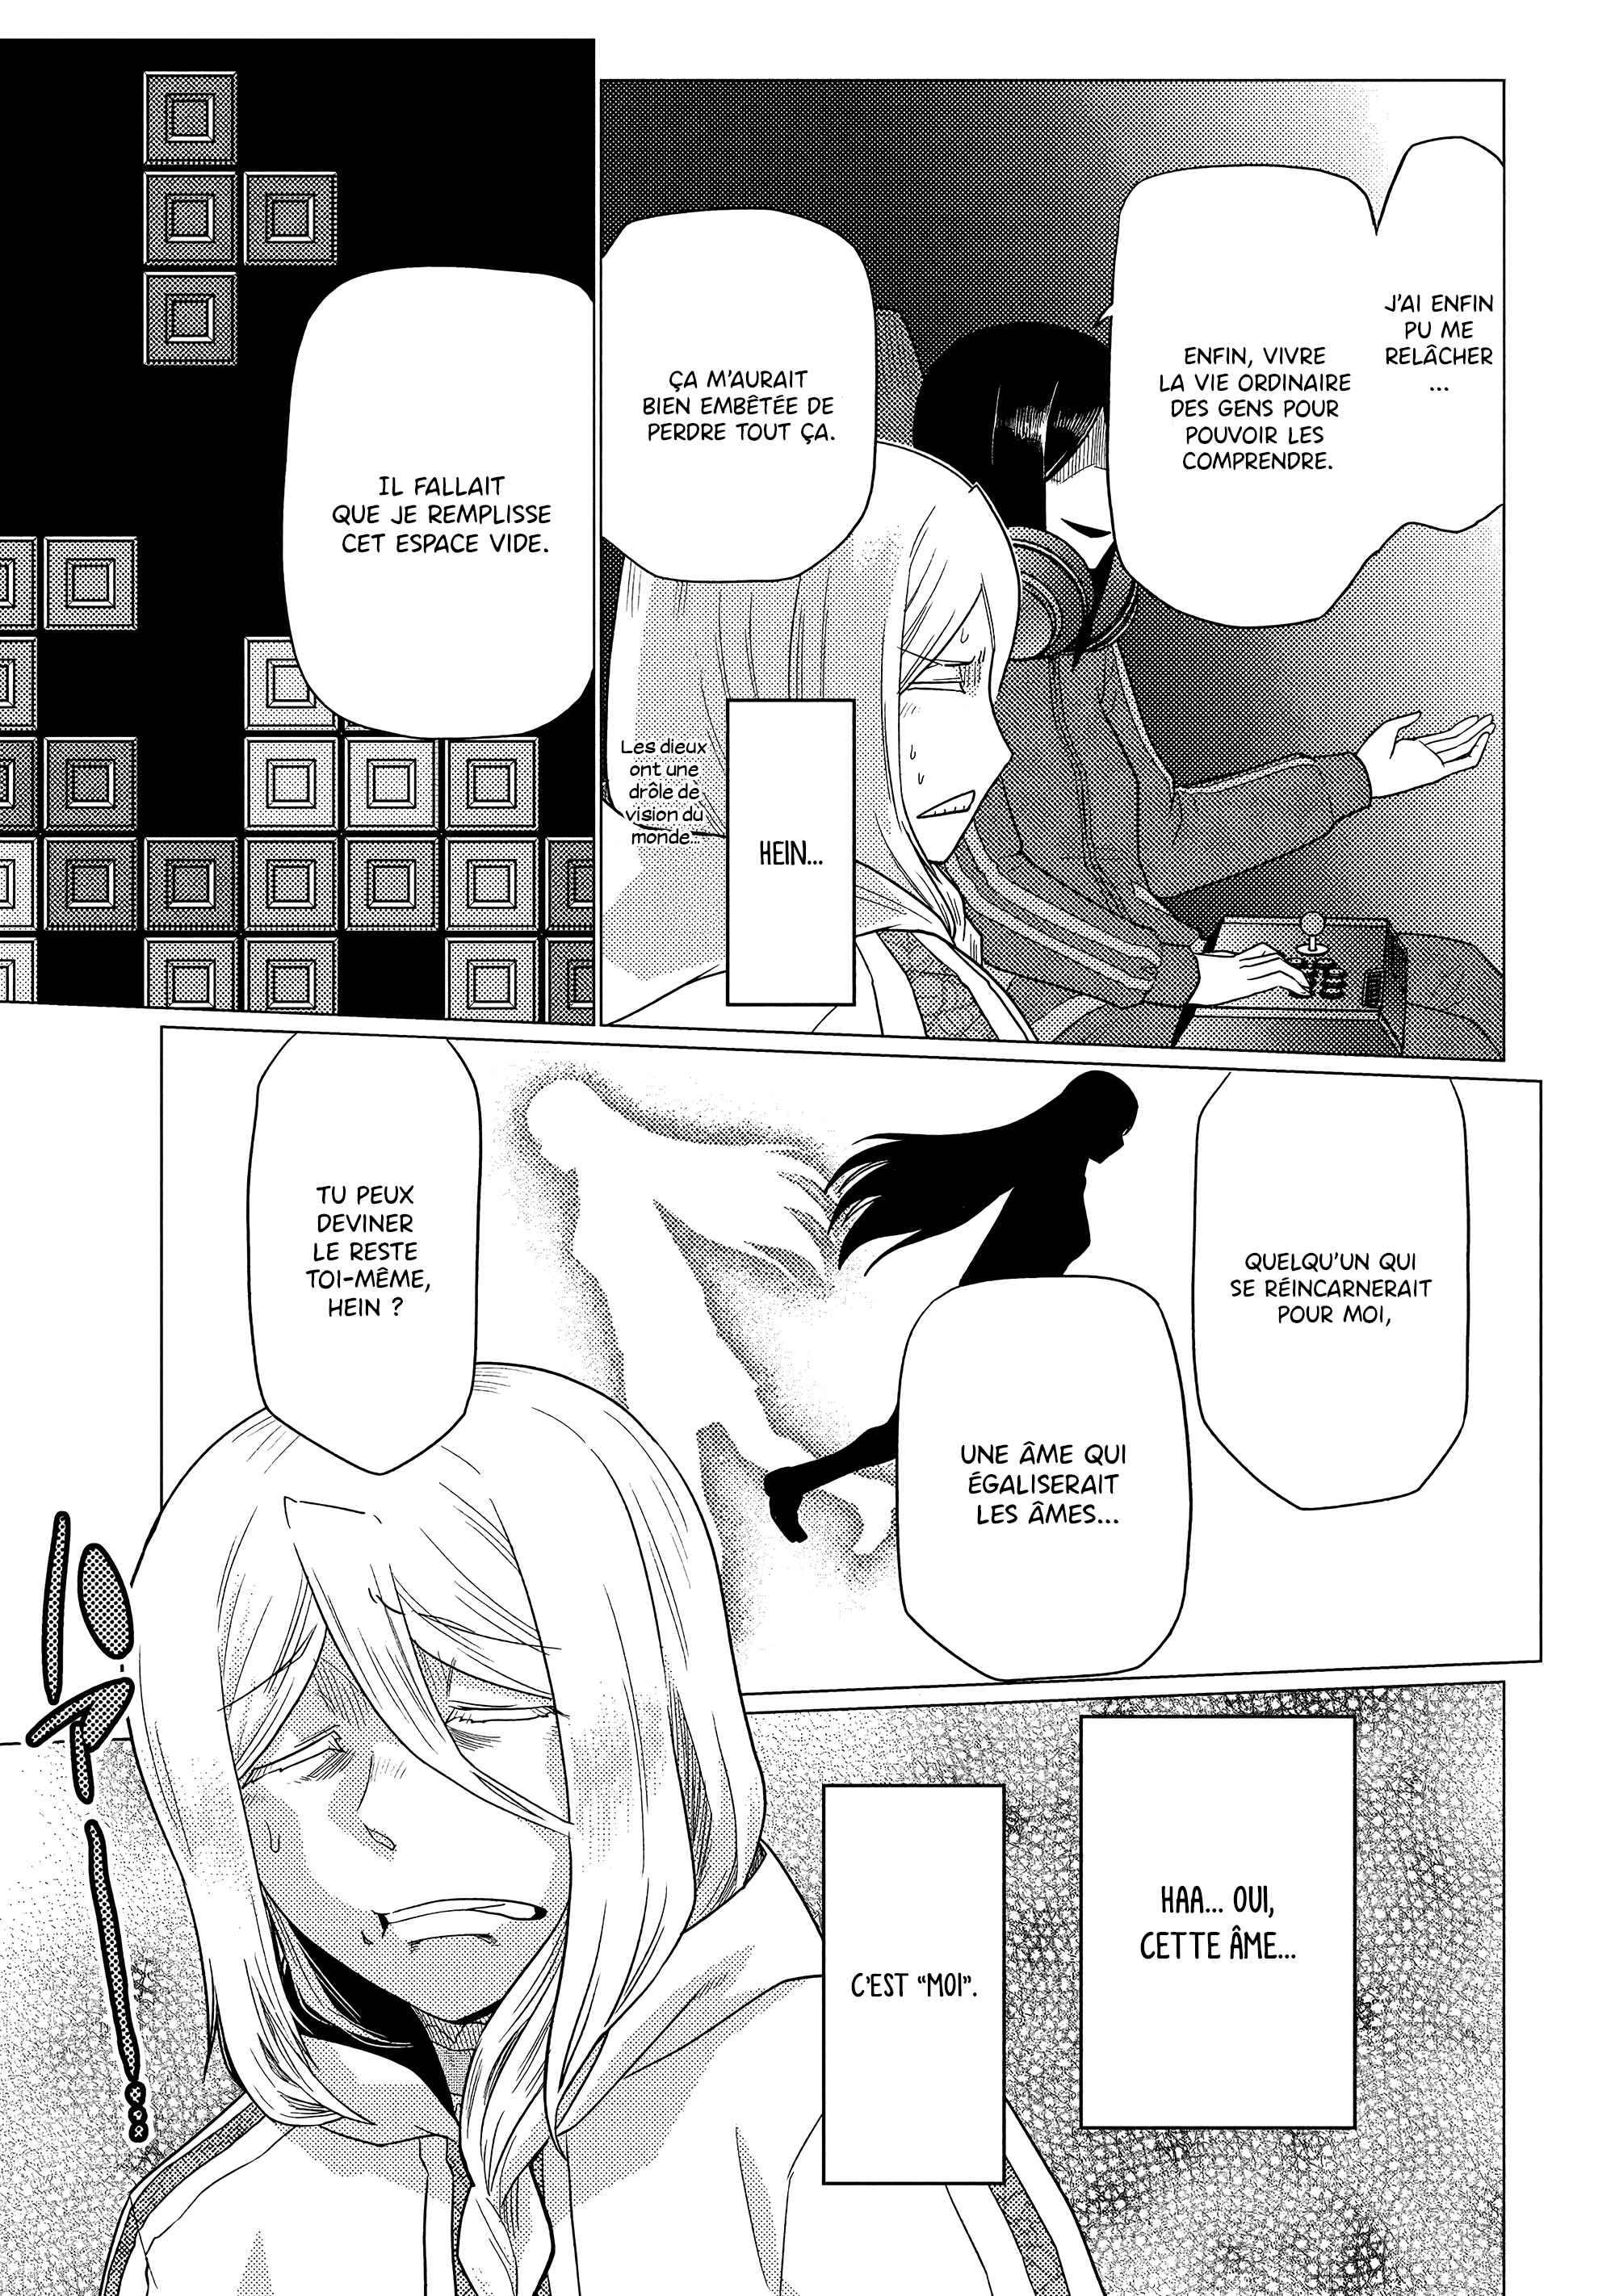 J'AI ENFIN
PU ME
RELÂCHER
...
ENFIN, VIVRE
LA VIE ORDINAIRE
DES GENS POUR
POUVOIR LES
COMPRENDRE.
ÇA M'AURAIT
BIEN EMBÊTÉE DE
PERDRE TOUT ÇA.
HEIN...
Les dieux
ont une
drôle de
vision du
monde...
IL FALLAIT
QUE JE REMPLISSE
CET ESPACE VIDE.
QUELQU'UN QUI
SE RÉINCARNERAIT
POUR MOI,
UNE ÂME QUI
ÉGALISERAIT
LES ÂMES...
TU PEUX
DEVINER
LE RESTE
TOI-MÊME,
HEIN ?
HAA... OUI,
CETTE ÂME...
C'EST “MOI”.